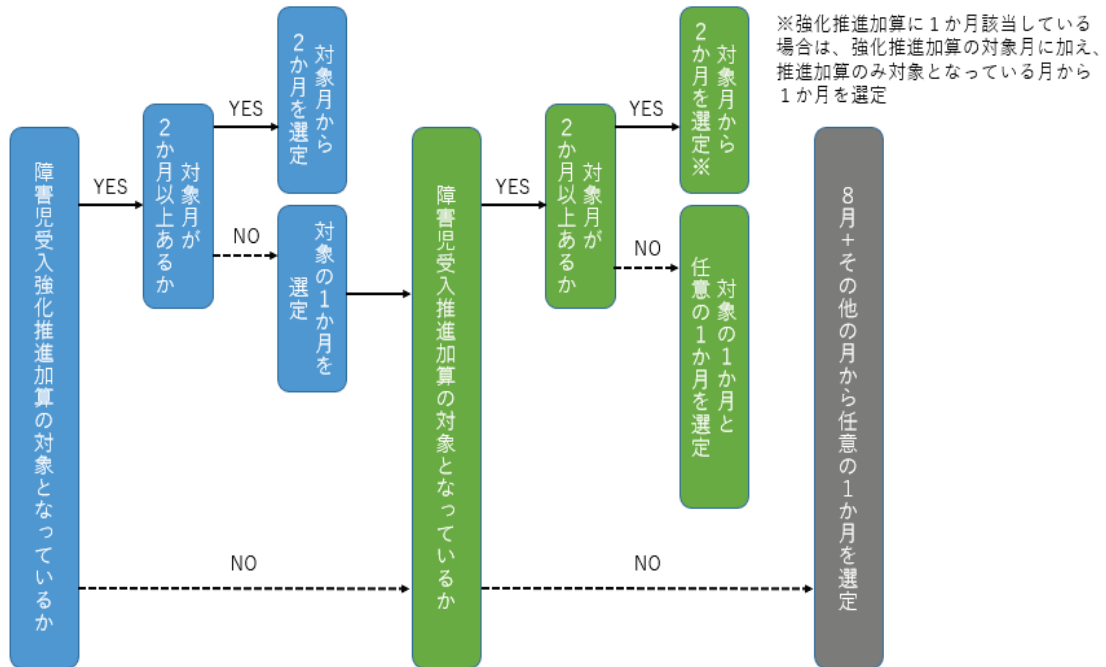 障害児受入強化推進加算の対象となっているか
YES
対象月が
2か月以上あるか
YES
対象月から
2か月を選定
NO
対象の1か月を
選定
NO
障害児受入推進加算の対象となっているか
YES
対象月が
2か月以上あるか
YES
対象月から
2か月を選定※
NO
対象の1か月と
任意の1か月を選定
NO
8月+その他の月から任意の1か月を選定
※強化推進加算に1か月該当している
場合は、強化推進加算の対象月に加え、
推進加算のみ対象となっている月から
1か月を選定